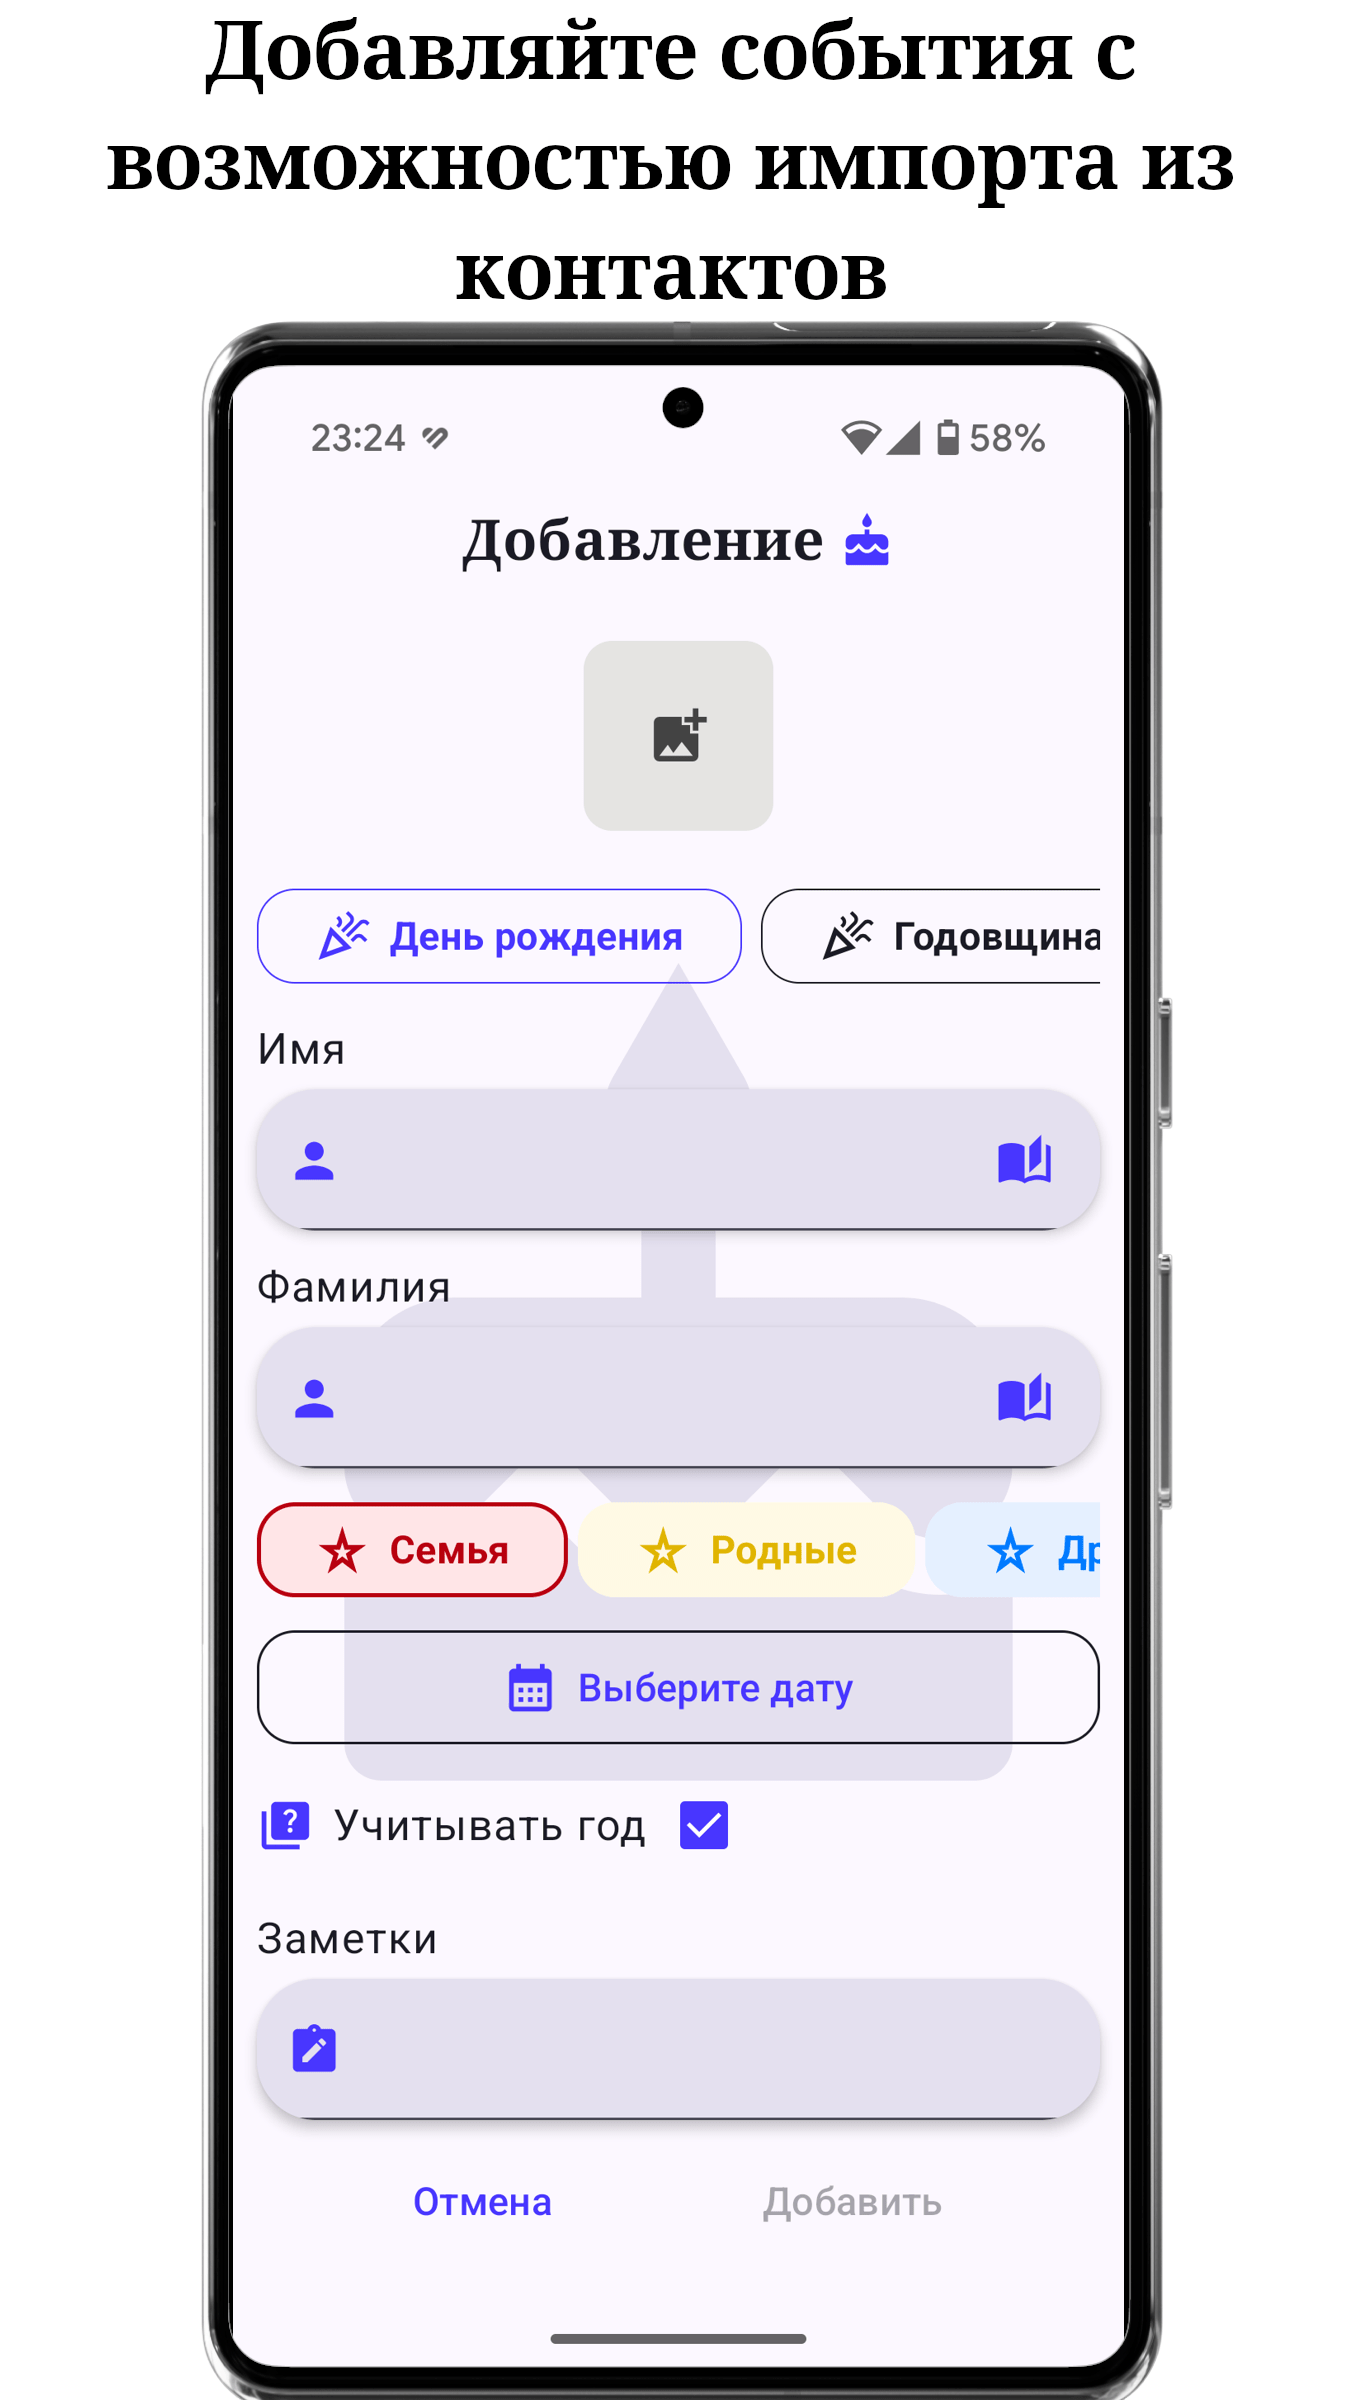 Добавляйте события с
возможностью импорта из
контактов
23:24 58%
Добавление
День рождения Годовщина
Имя
Фамилия
Семья Родные Др
Выберите дату
? Учитывать год
Заметки
Отмена Добавить